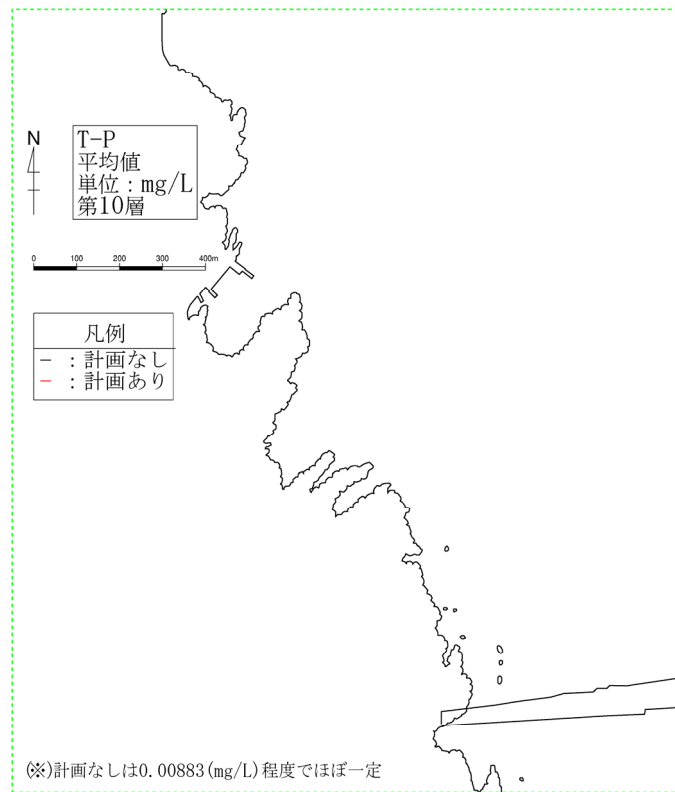 N
T-P
平均値
単位：mg/L
第10層
0 100 200 300 400m
凡例
－ ：計画なし
－ ：計画あり
(※)計画なしは0.00883(mg/L)程度でほぼ一定